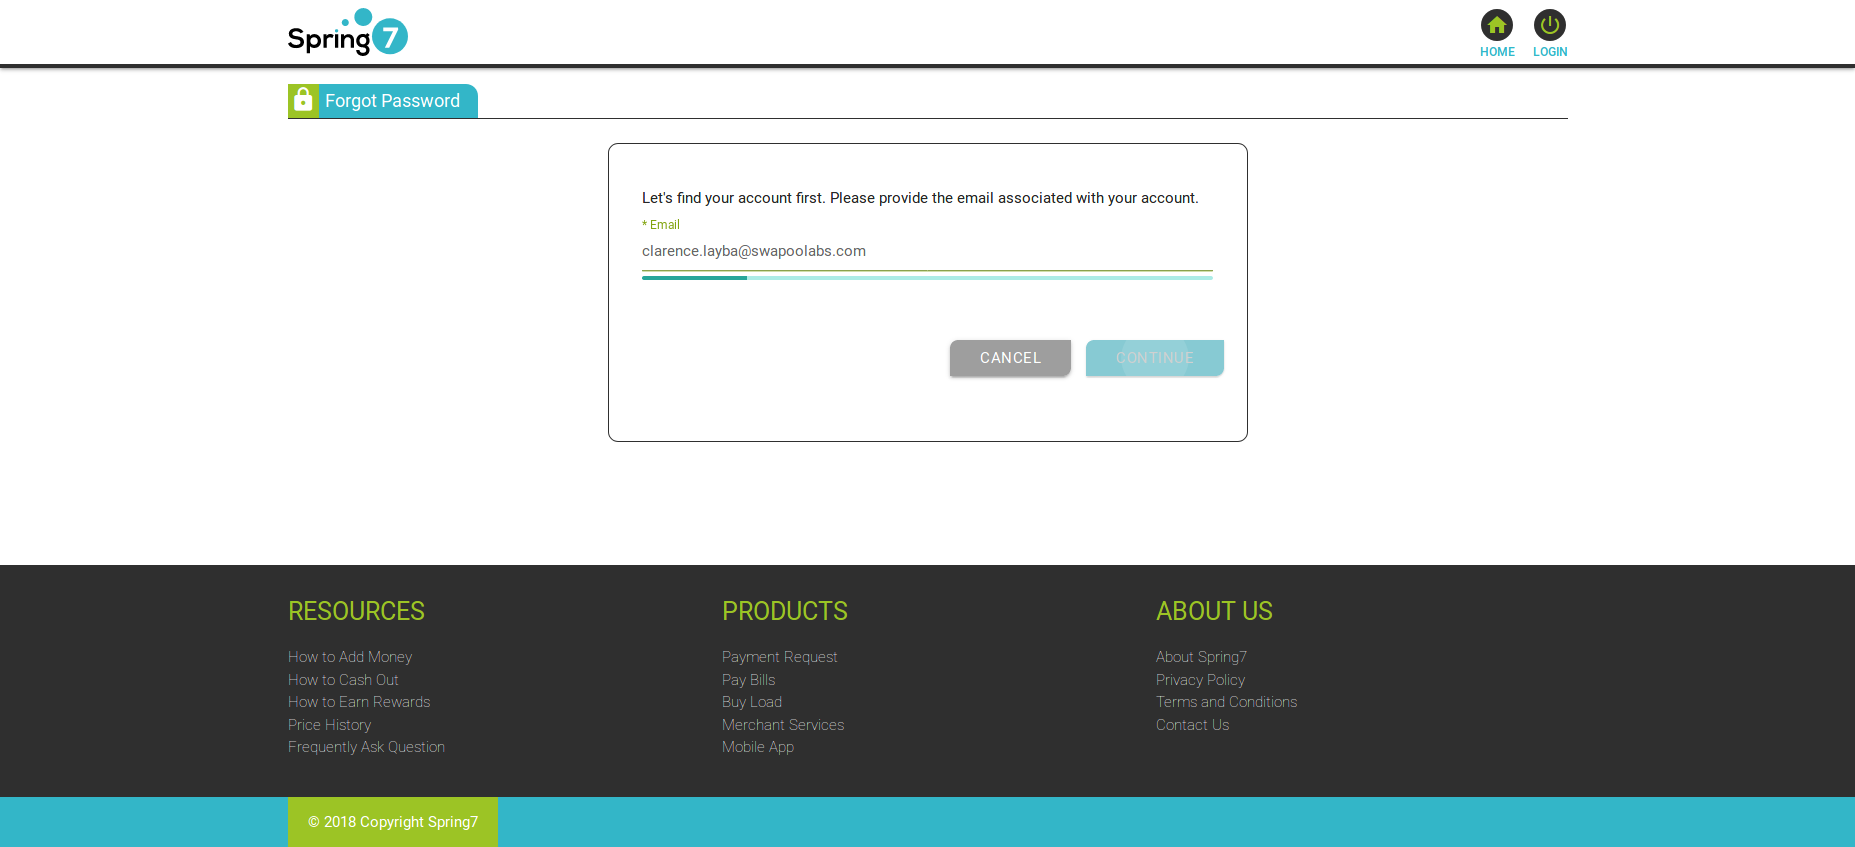 Spring7
HOME
LOGIN
Forgot Password
Let's find your account first. Please provide the email associated with your account.
* Email
clarence.layba@swapoolabs.com
CANCEL
CONTINUE
RESOURCES
How to Add Money
How to Cash Out
How to Earn Rewards
Price History
Frequently Ask Question
PRODUCTS
Payment Request
Pay Bills
Buy Load
Merchant Services
Mobile App
ABOUT US
About Spring7
Privacy Policy
Terms and Conditions
Contact Us
© 2018 Copyright Spring7